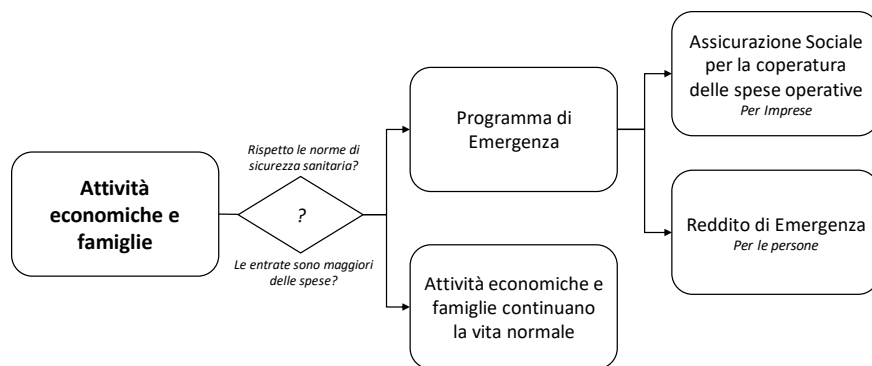 Attività
economiche e
famiglie
Rispetto le norme di
sicurezza sanitaria?
?
Le entrate sono maggiori
delle spese?
Programma di
Emergenza
Attività economiche e
famiglie continuano
la vita normale
Assicurazione Sociale
per la coperatura
delle spese operative
Per Imprese
Reddito di Emergenza
Per le persone